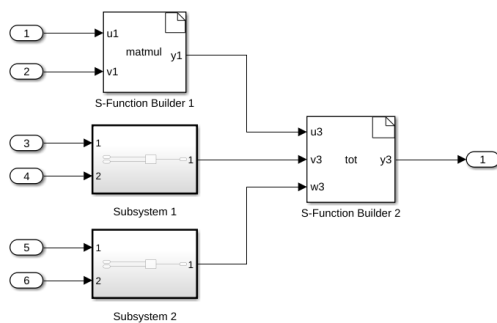 1
u1
matmul
y1
2
v1
S-Function Builder 1
3
1
1
4
2
Subsystem 1
u3
v3
tot
y3
1
w3
S-Function Builder 2
5
1
1
6
2
Subsystem 2